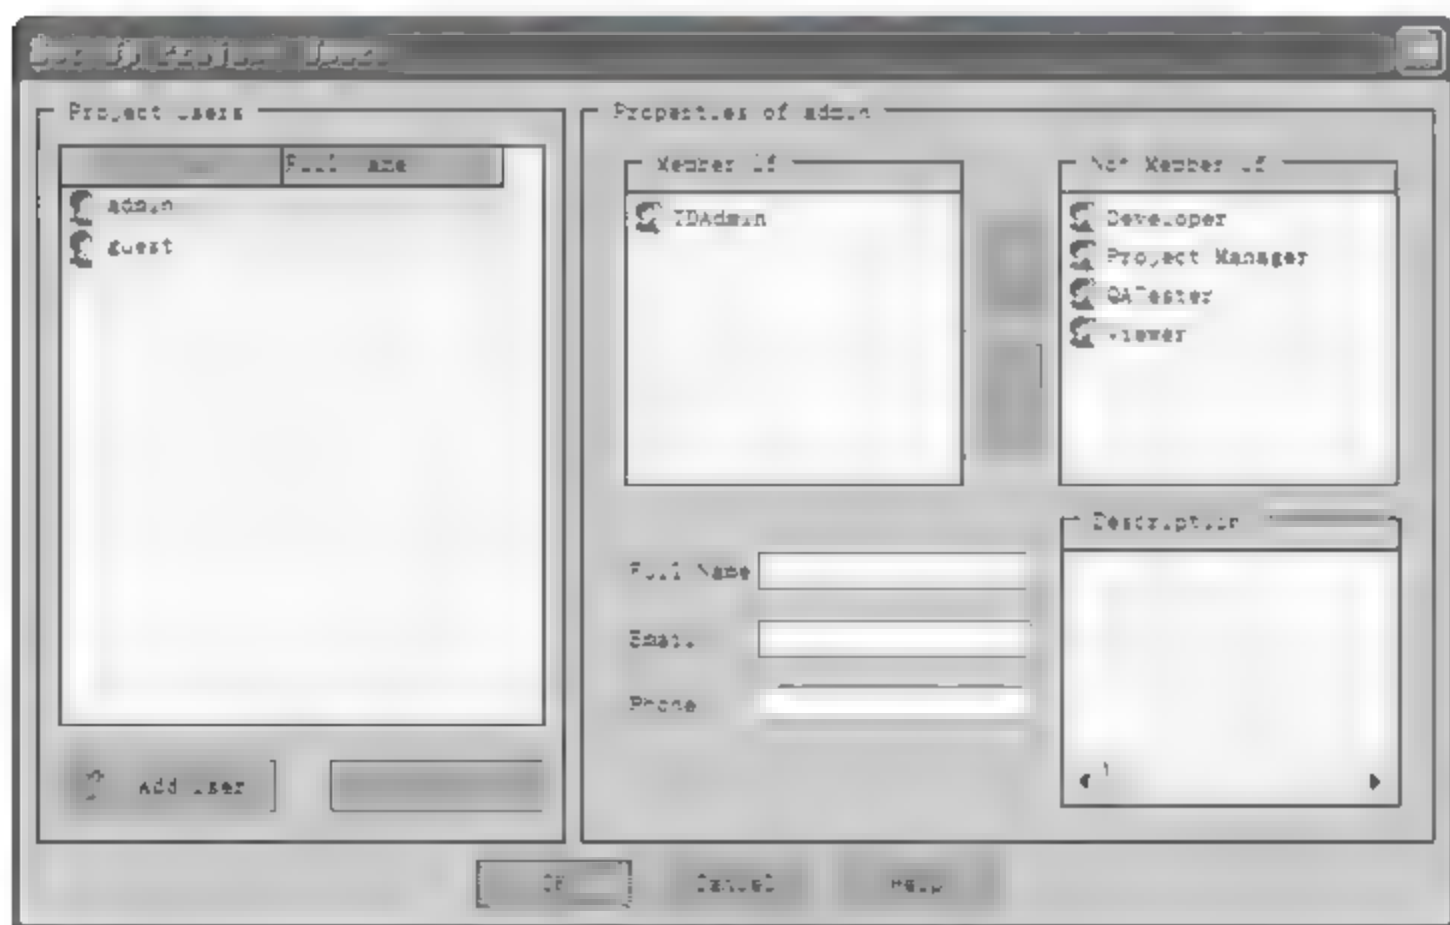 Project Users
Full Name
admin
guest
Add User
Properties of admin
Member of
TDAdmin
Not Member of
Developer
Project Manager
QATester
Viewer
Full Name
Email
Phone
Description
OK
Cancel
Help